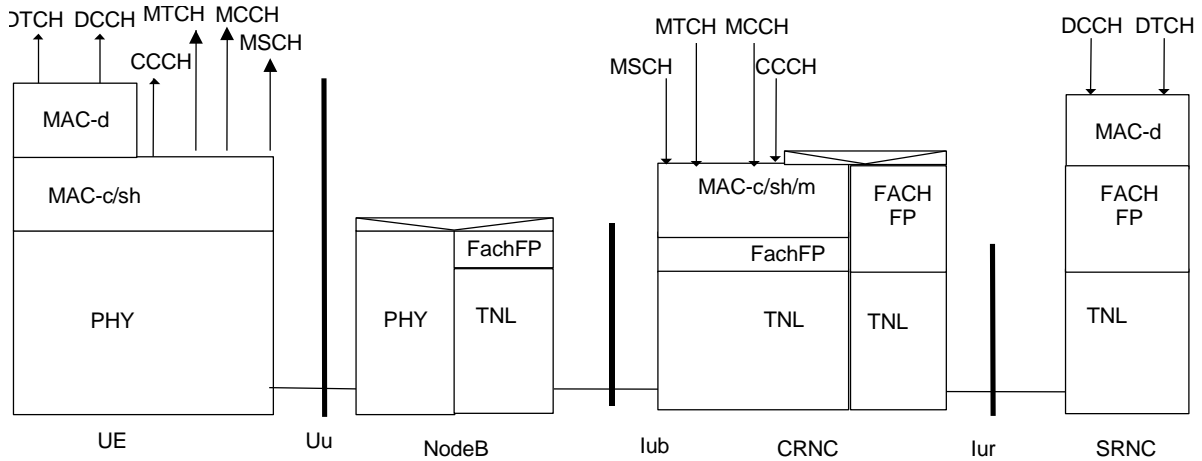 DTCH DCCH MTCH MCCH
CCCH MSCH
MTCH MCCH
MSCH CCCH
DCCH DTCH
MAC-d
MAC-c/sh
PHY
FachFP
PHY TNL
MAC-c/sh/m
FachFP
TNL
FACH
FP
TNL
MAC-d
FACH
FP
TNL
UE Uu NodeB Iub CRNC Iur SRNC